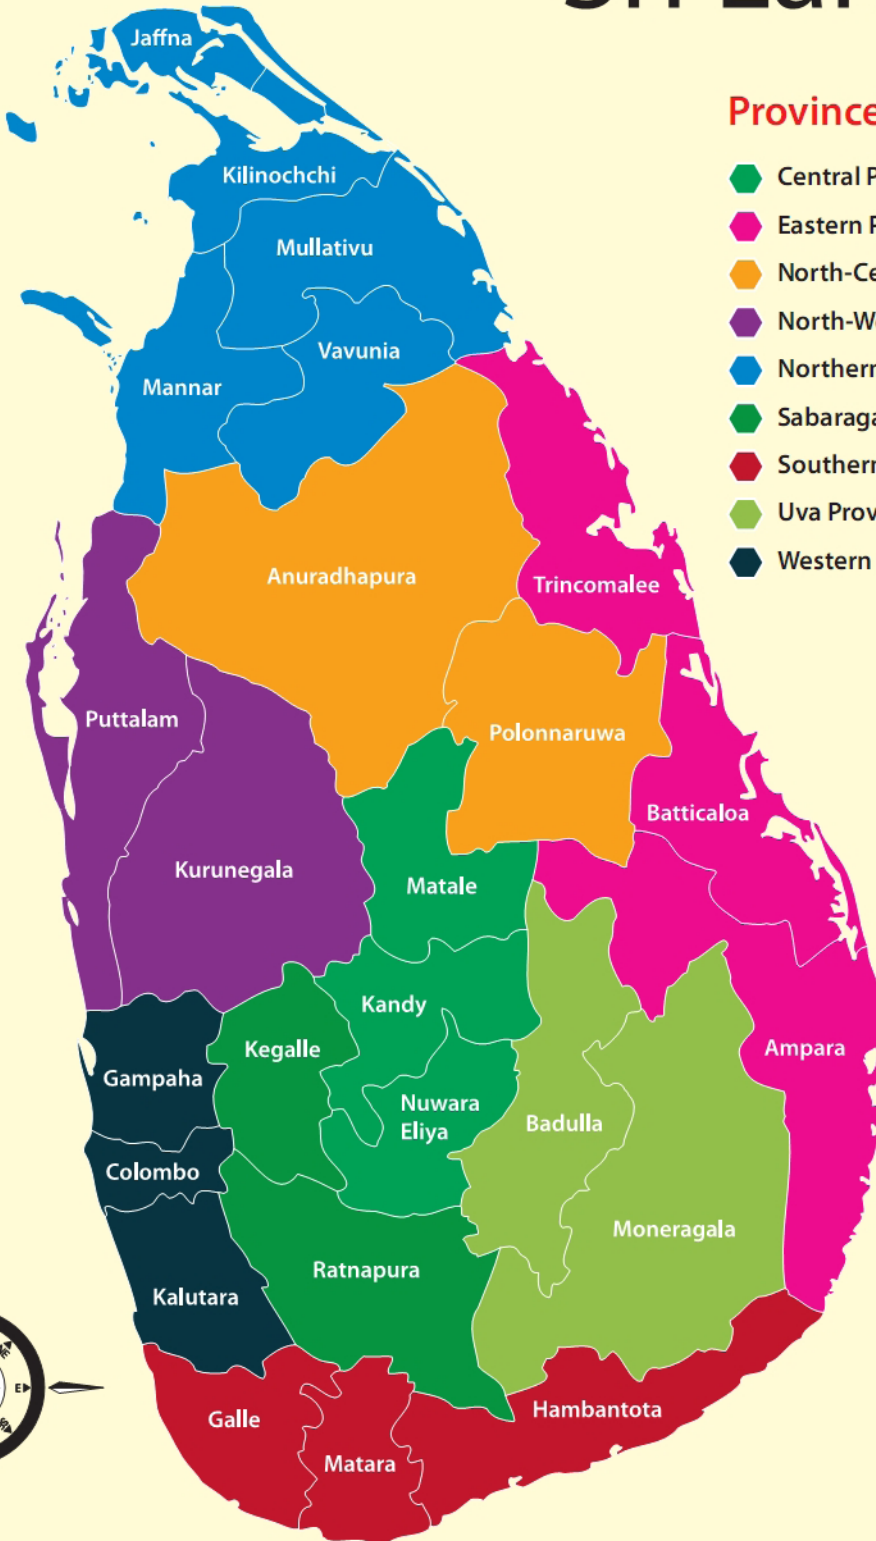 Jaffna
Province
Kilinochchi
Central P
Eastern
Mullativu
North-Ce
North-W
Vavunia
Northern
Mannar
Sabaraga
Southern
Uva Prov
Western
Anuradhapura
Trincomalee
Puttalam
Polonnaruwa
Batticaloa
Kurunegala
Matale
Kandy
Kegalle
Ampara
Gampaha
Nuwara
Eliya
Badulla
Colombo
Moneragala
Ratnapura
Kalutara
E
Hambantota
Galle
Matara